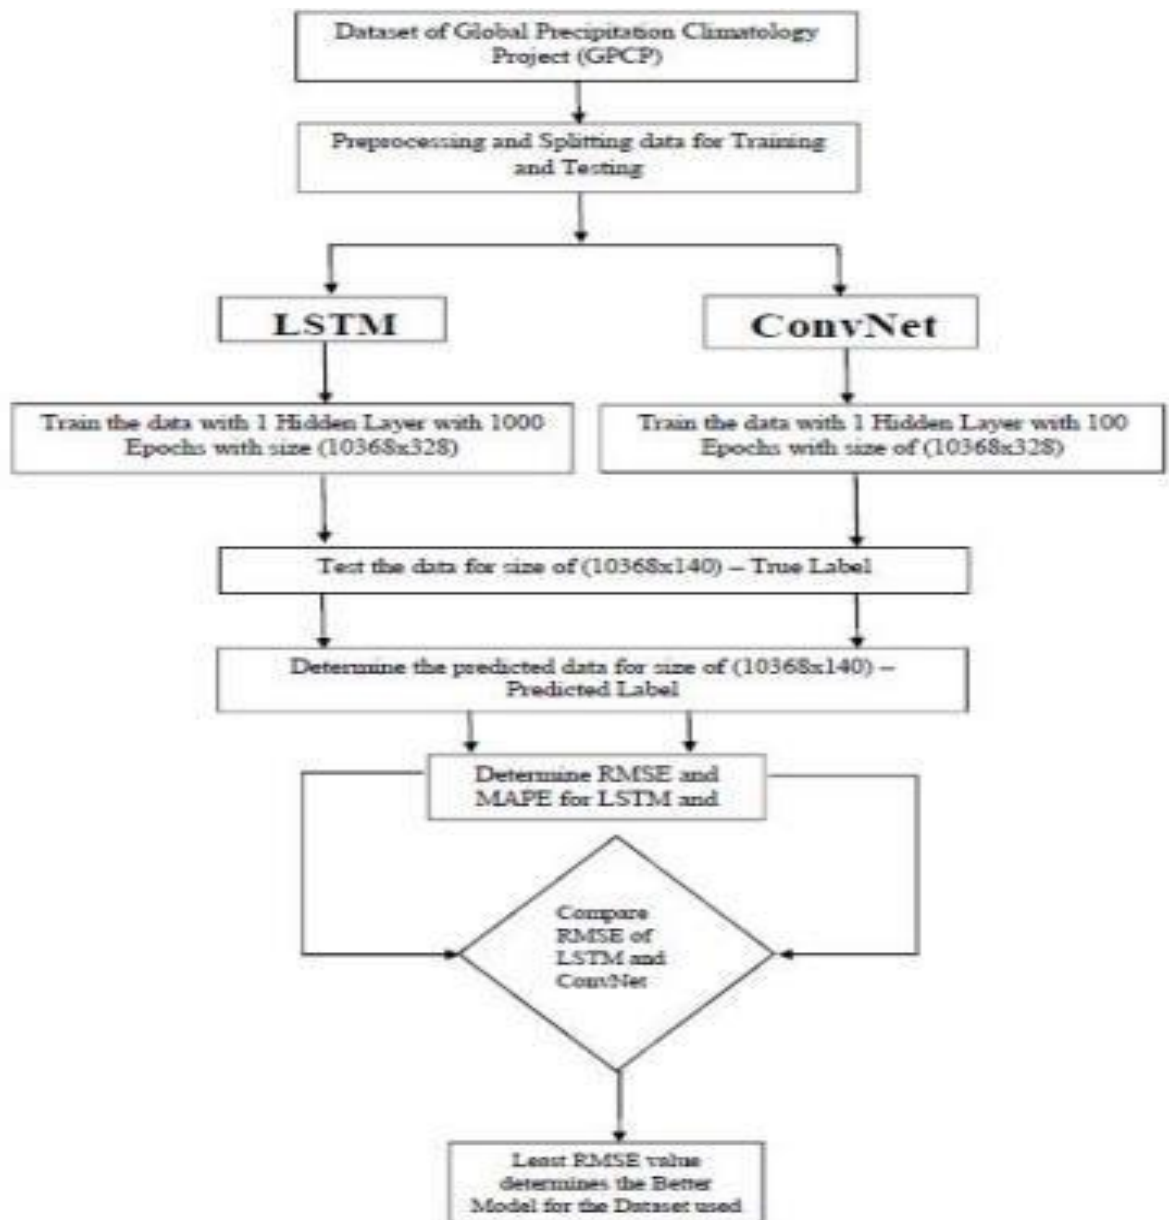 Dataset of Global Precipitation Climatology
Project (GPCP)
Preprocessing and Splitting data for Training
and Testing
LSTM
ConvNet
Train the data with 1 Hidden Layer with 1000
Epochs with size (10368x328)
Train the data with 1 Hidden Layer with 100
Epochs with size of (10368x328)
Test the data for size of (10368x140) – True Label
Determine the predicted data for size of (10368x140) –
Predicted Label
Determine RMSE and
MAPE for LSTM and
Compare
RMSE of
LSTM and
ConvNet
Least RMSE value
determines the Better
Model for the Dataset used